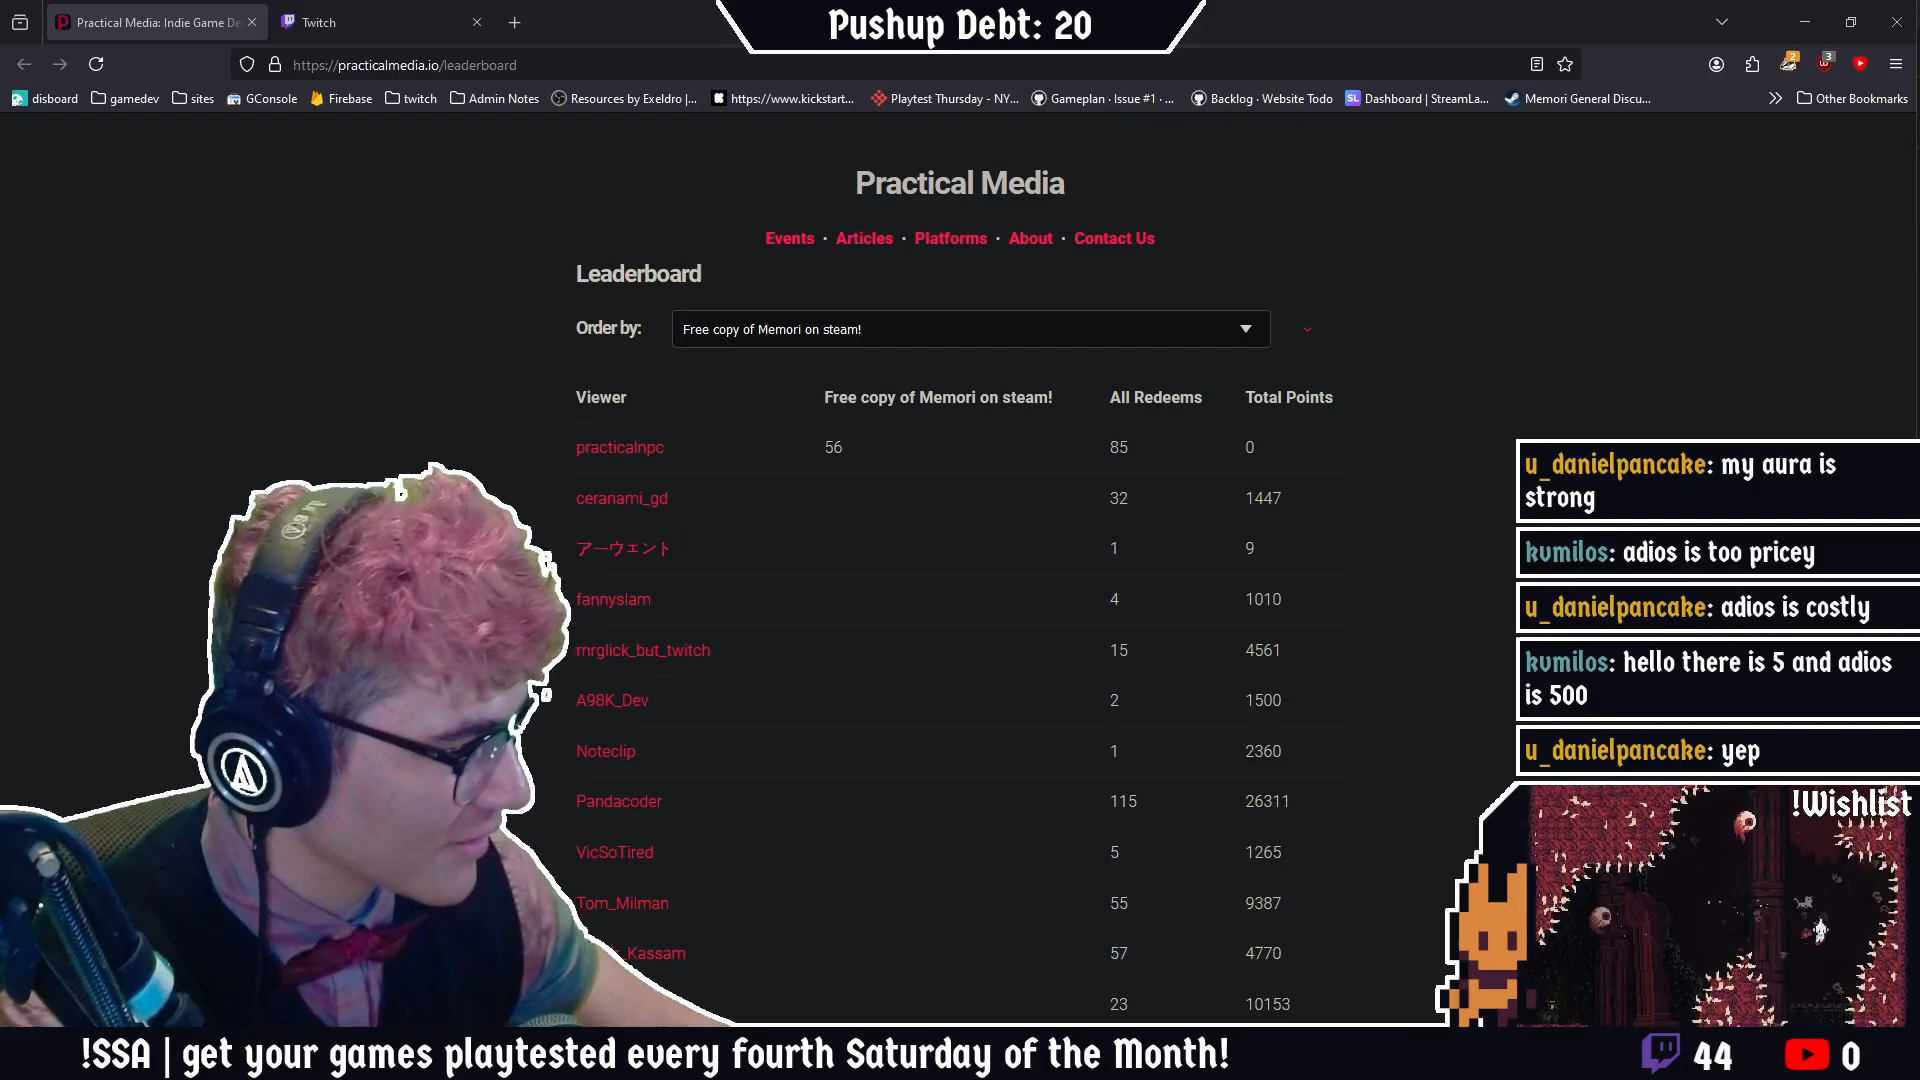 Practical Media: Indie Game De
Twitch
Pushup Debt: 20
https://practicalmedia.io/leaderboard
2
3
disboard
gamedev
sites
GConsole
Firebase
twitch
Admin Notes
Resources by Exeldro |...
https://www.kickstart...
Playtest Thursday - NY...
Gameplan · Issue #1 · ...
Backlog · Website Todo
SL
Dashboard | StreamLa...
Memori General Discu...
Other Bookmarks
Practical Media
Events · Articles · Platforms · About · Contact Us
Leaderboard
Order by:
Free copy of Memori on steam!
Viewer Free copy of Memori on steam! All Redeems Total Points
practicalnpc 56 85 0
ceranami_gd 32 1447
アーウェント 1 9
fannyslam 4 1010
mrglick_but_twitch 15 4561
A98K_Dev 2 1500
Noteclip 1 2360
Pandacoder 115 26311
VicSoTired 5 1265
Tom_Milman 55 9387
_Kassam 57 4770
23 10153
u_danielpancake: my aura is
strong
kvmilos: adios is too pricey
u_danielpancake: adios is costly
kvmilos: hello there is 5 and adios
is 500
u_danielpancake: yep
!Wishlist
!SSA | get your games playtested every fourth Saturday of the Month!
44
0